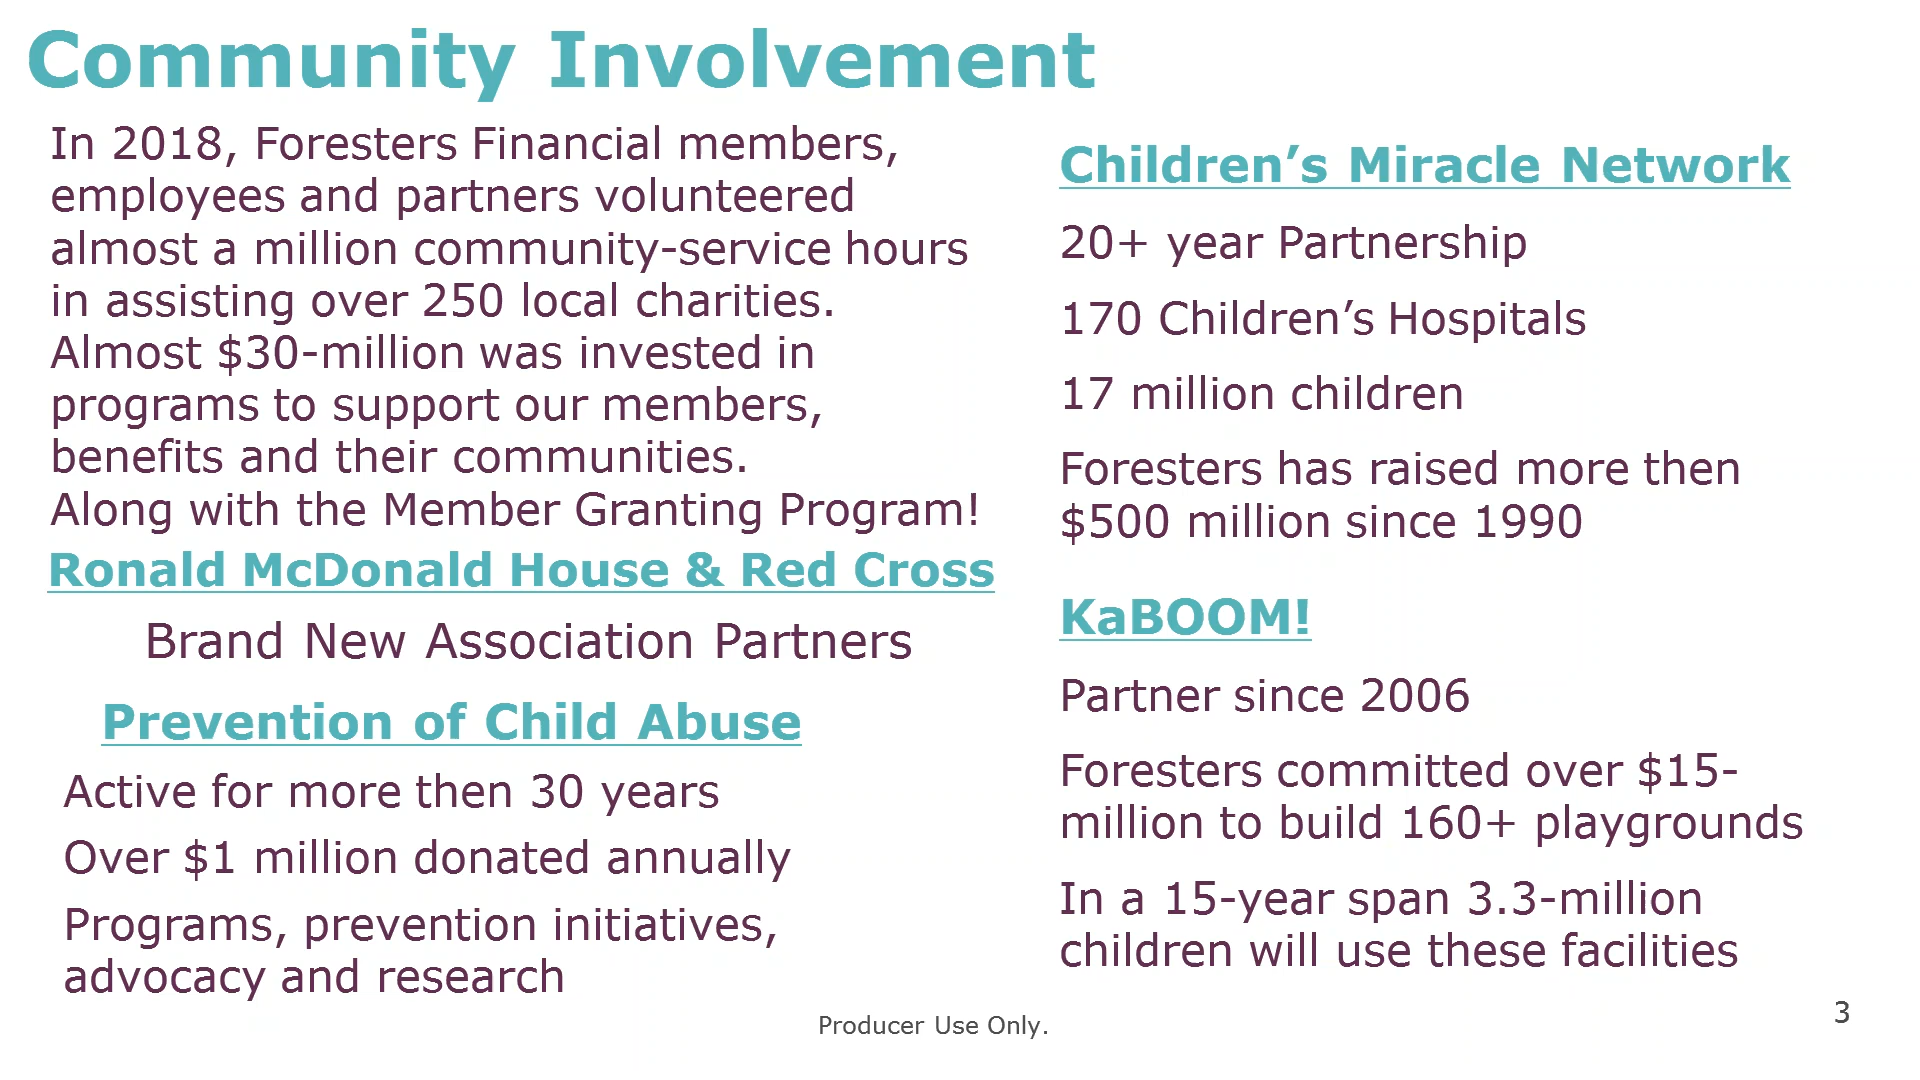 Community Involvement
In 2018, Foresters Financial members,
employees and partners volunteered
almost a million community-service hours
in assisting over 250 local charities.
Almost $30-million was invested in
programs to support our members,
benefits and their communities.
Along with the Member Granting Program!
Ronald McDonald House & Red Cross
Brand New Association Partners
Prevention of Child Abuse
Active for more then 30 years
Over $1 million donated annually
Programs, prevention initiatives,
advocacy and research
Children’s Miracle Network
20+ year Partnership
170 Children’s Hospitals
17 million children
Foresters has raised more then
$500 million since 1990
KaBOOM!
Partner since 2006
Foresters committed over $15-
million to build 160+ playgrounds
In a 15-year span 3.3-million
children will use these facilities
Producer Use Only.
3